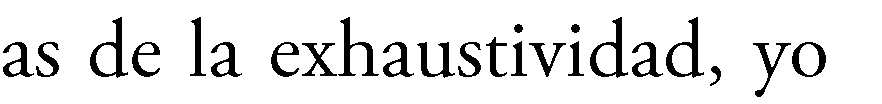 as de la exhaustividad, yo